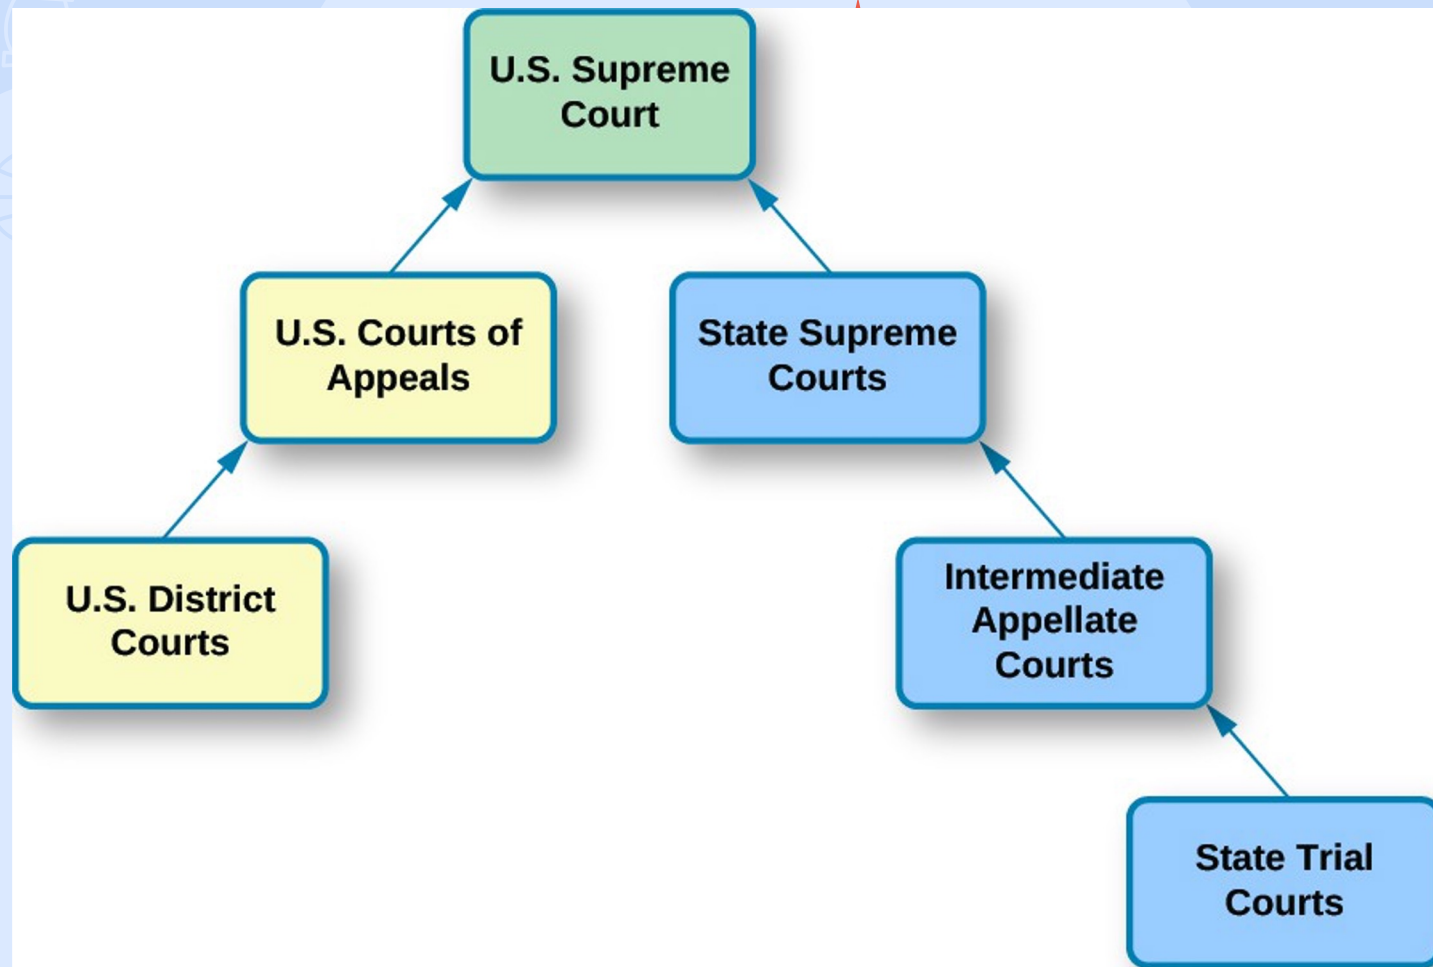 U.S. Supreme
Court
U.S. Courts of
Appeals
State Supreme
Courts
U.S. District
Courts
Intermediate
Appellate
Courts
State Trial
Courts